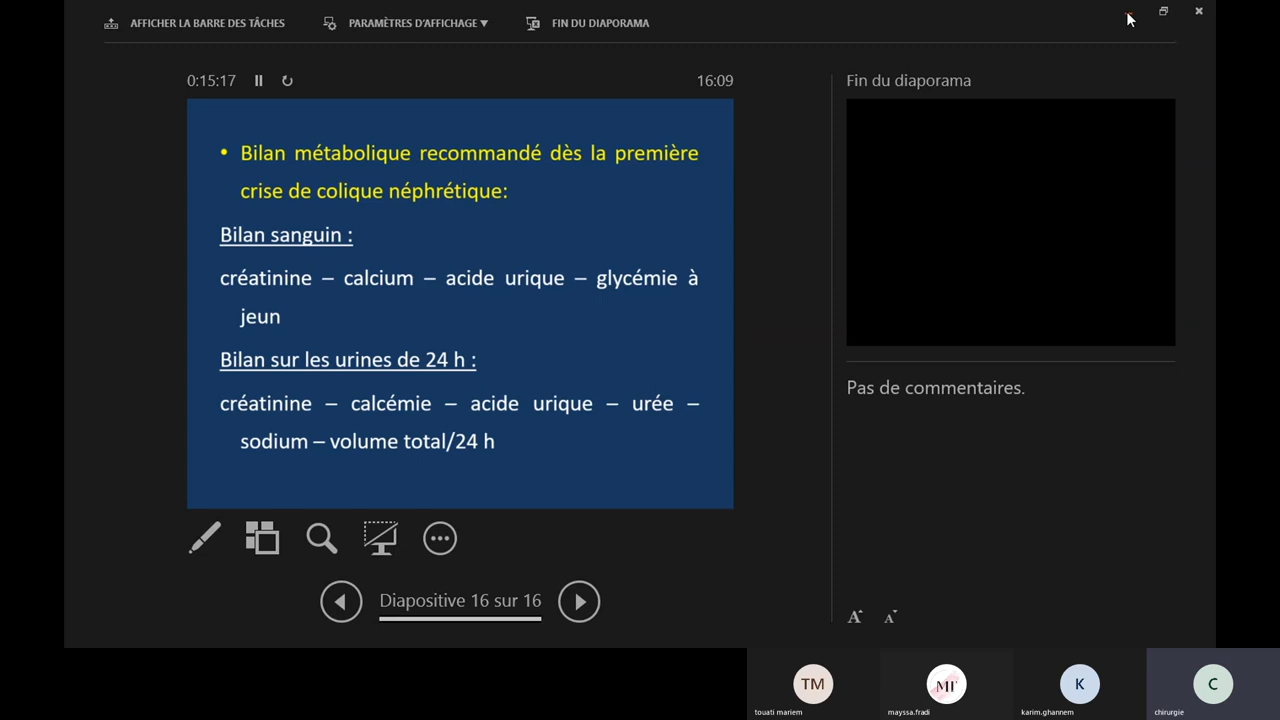 AFFICHER LA BARRE DES TÂCHES
PARAMÈTRES D'AFFICHAGE ▼
FIN DU DIAPORAMA
0:15:17
16:09
• Bilan métabolique recommandé dès la première
crise de colique néphrétique:
Bilan sanguin :
créatinine – calcium – acide urique – glycémie à
jeun
Bilan sur les urines de 24 h :
créatinine – calcémie – acide urique – urée –
sodium – volume total/24 h
Diapositive 16 sur 16
Fin du diaporama
Pas de commentaires.
A
A
TM
touati mariem
MF
mayssa.fradi
K
karim.ghannem
C
chirurgie